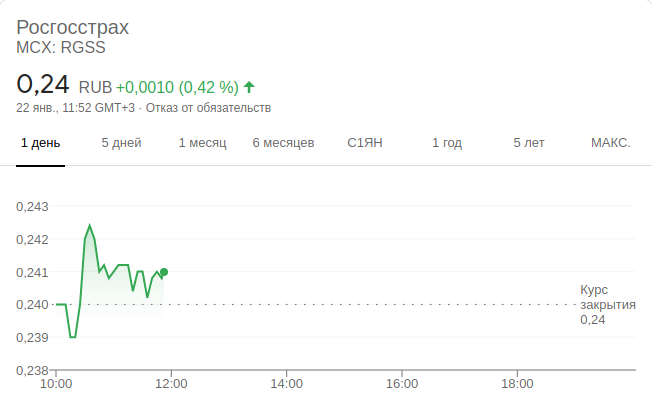 Росгосстрах
MCX: RGSS
0,24 RUB +0,0010 (0,42 %)
22 янв., 11:52 GMT+3 · Отказ от обязательств
1 день 5 дней 1 месяц 6 месяцев С1ЯН 1 год 5 лет МАКС.
0,243
0,242
0,241
0,240
0,239
0,238
Курс
закрытия
0,24
10:00 12:00 14:00 16:00 18:00